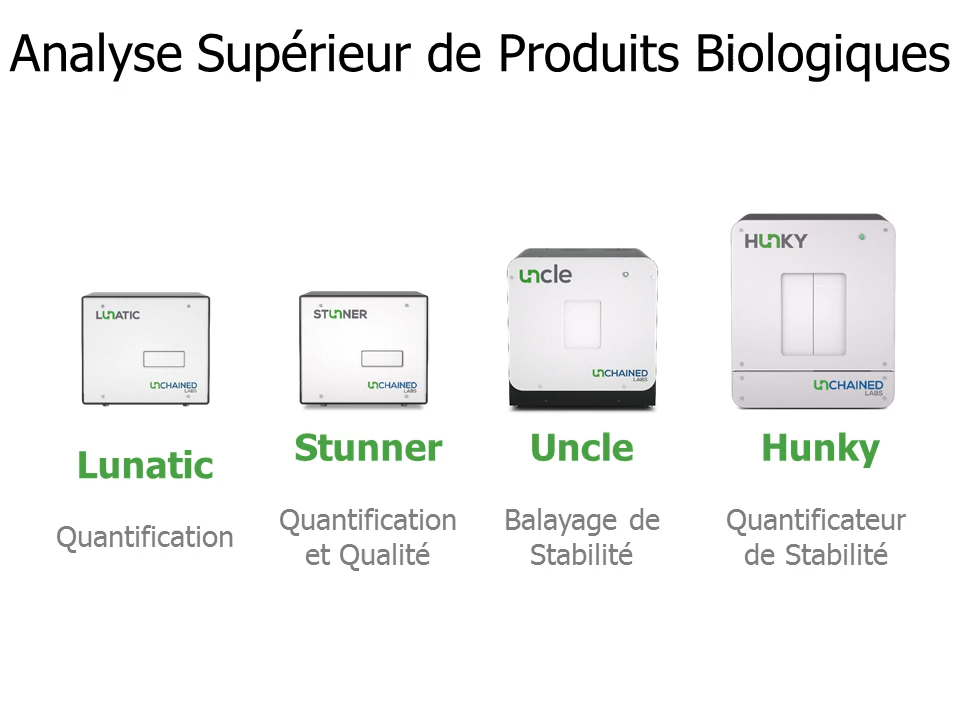 Analyse Supérieur de Produits Biologiques
LUNATIC
UNCHAINED
LABS
STUNNER
UNCHAINED
LABS
uncle
UNCHAINED
LABS
HUNKY
UNCHAINED
LABS
Lunatic
Stunner
Uncle
Hunky
Quantification
Quantification
et Qualité
Balayage de
Stabilité
Quantificateur
de Stabilité